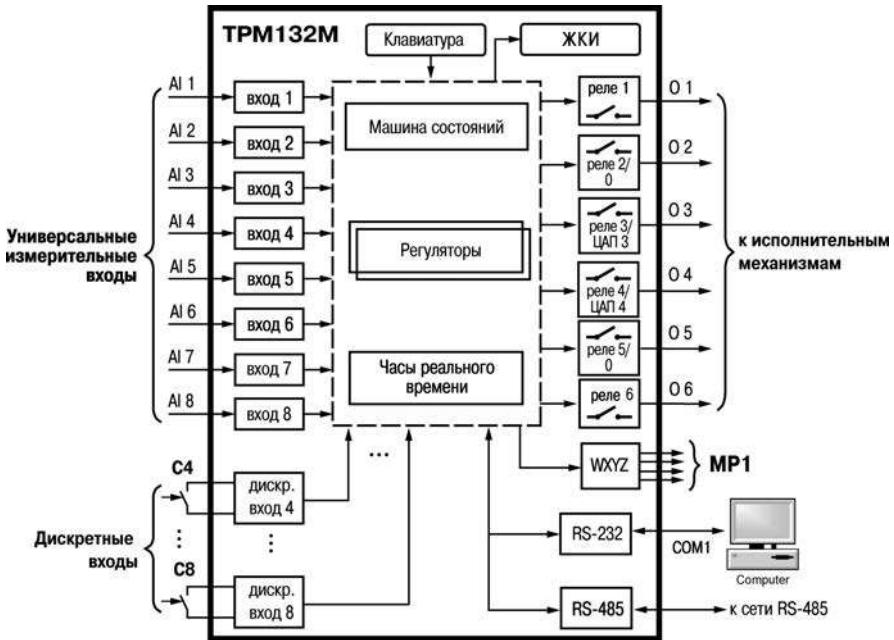 ТРМ132М
Клавиатура
ЖКИ
AI 1
вход 1
AI 2
вход 2
AI 3
вход 3
AI 4
вход 4
AI 5
вход 5
AI 6
вход 6
AI 7
вход 7
AI 8
вход 8
Универсальные
измерительные
входы
Машина состояний
Регуляторы
Часы реального
времени
реле 1
О 1
реле 2/
0
О 2
реле 3/
ЦАП 3
О 3
реле 4/
ЦАП 4
О 4
реле 5/
0
О 5
реле 6
О 6
к исполнительным
механизмам
...
WXYZ
МР1
С4
дискр.
вход 4
Дискретные
входы
С8
дискр.
вход 8
RS-232
COM1
Computer
RS-485
к сети RS-485